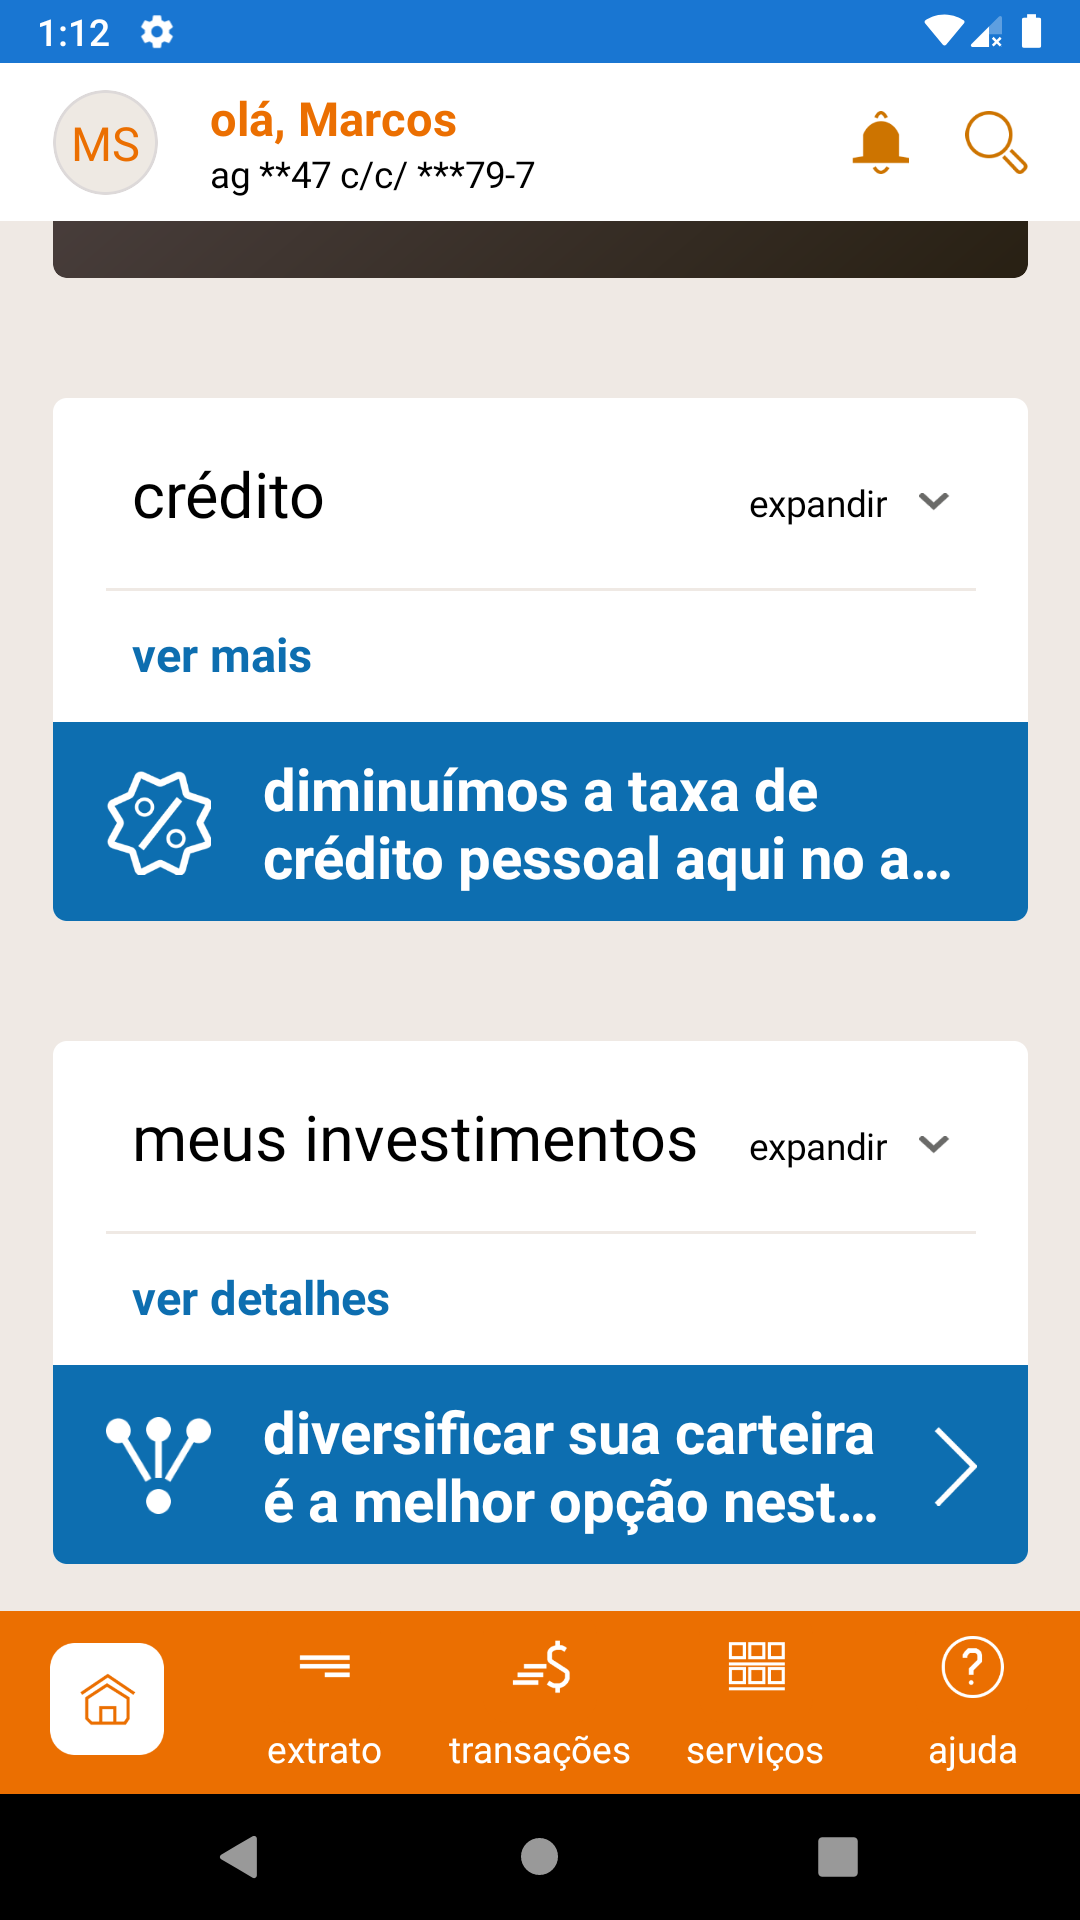 1:12
MS
olá, Marcos
ag **47 c/c/ ***79-7
crédito
expandir
ver mais
diminuímos a taxa de
crédito pessoal aqui no a...
meus investimentos
expandir
ver detalhes
diversificar sua carteira
é a melhor opção nest...
extrato
transações
serviços
ajuda